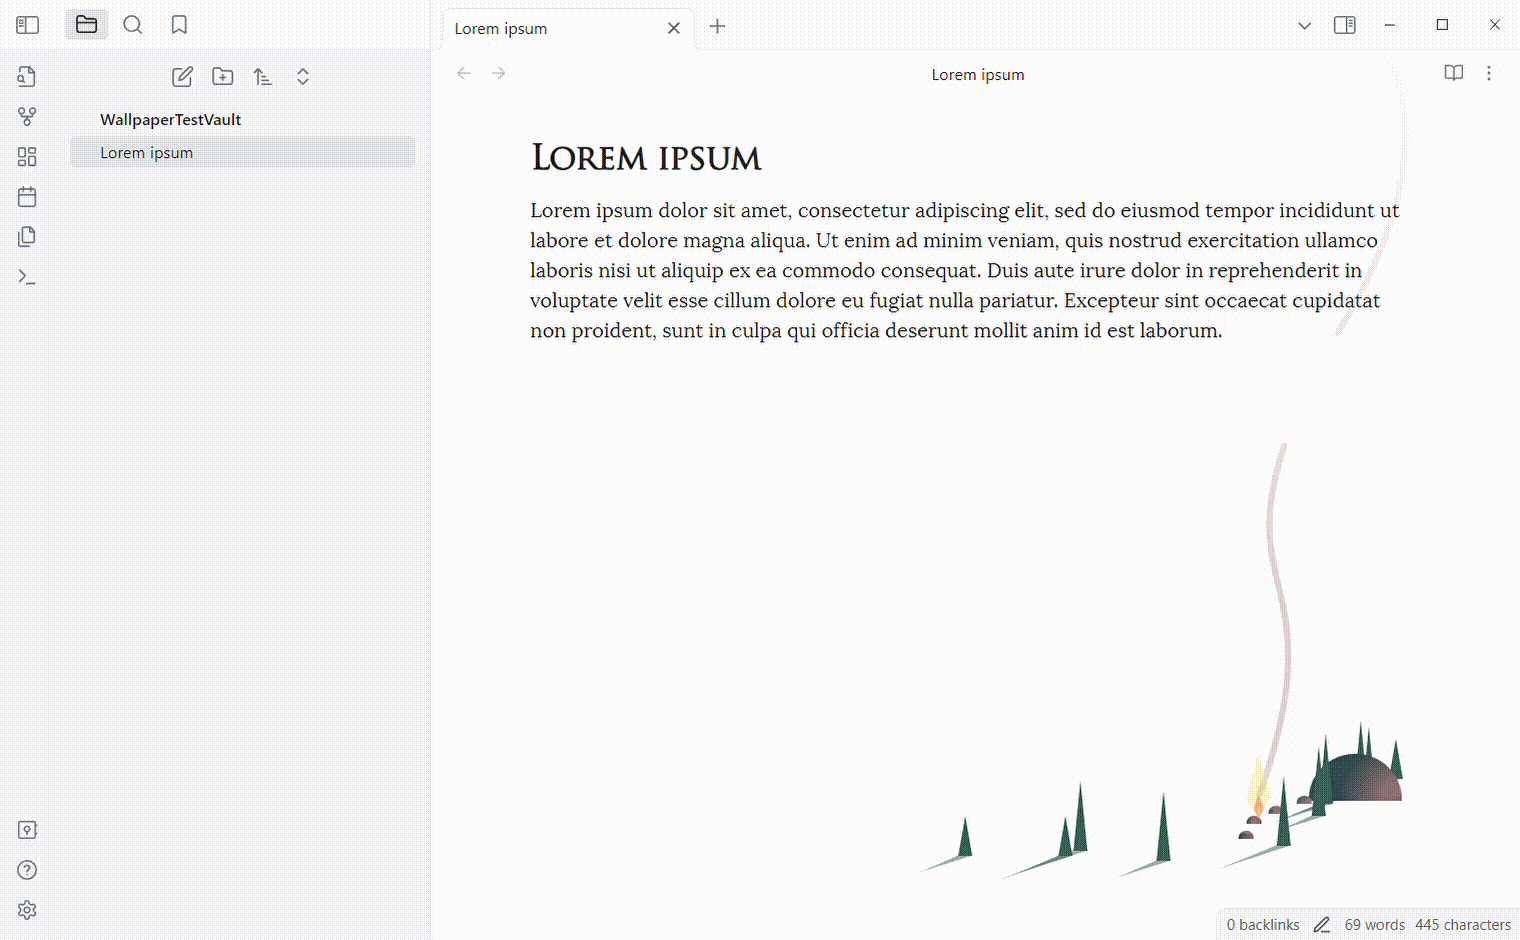 Lorem ipsum
Lorem ipsum
WallpaperTestVault
Lorem ipsum
Lorem ipsum
Lorem ipsum dolor sit amet, consectetur adipiscing elit, sed do eiusmod tempor incididunt ut
labore et dolore magna aliqua. Ut enim ad minim veniam, quis nostrud exercitation ullamco
laboris nisi ut aliquip ex ea commodo consequat. Duis aute irure dolor in reprehenderit in
voluptate velit esse cillum dolore eu fugiat nulla pariatur. Excepteur sint occaecat cupidatat
non proident, sunt in culpa qui officia deserunt mollit anim id est laborum.
0 backlinks 69 words 445 characters